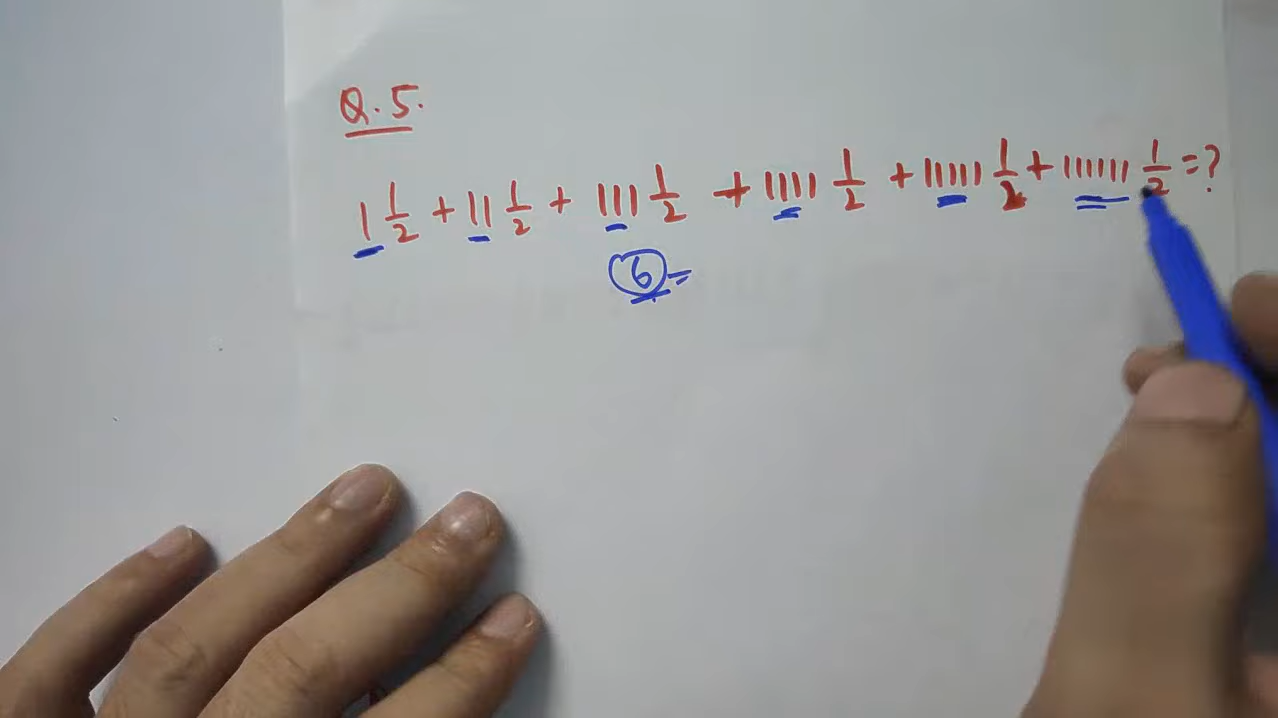 Q. 5.
1 1/2 + 11 1/2 + 111 1/2 + 1111 1/2 + 11111 1/2 + 111111 1/2 = ?
6 =